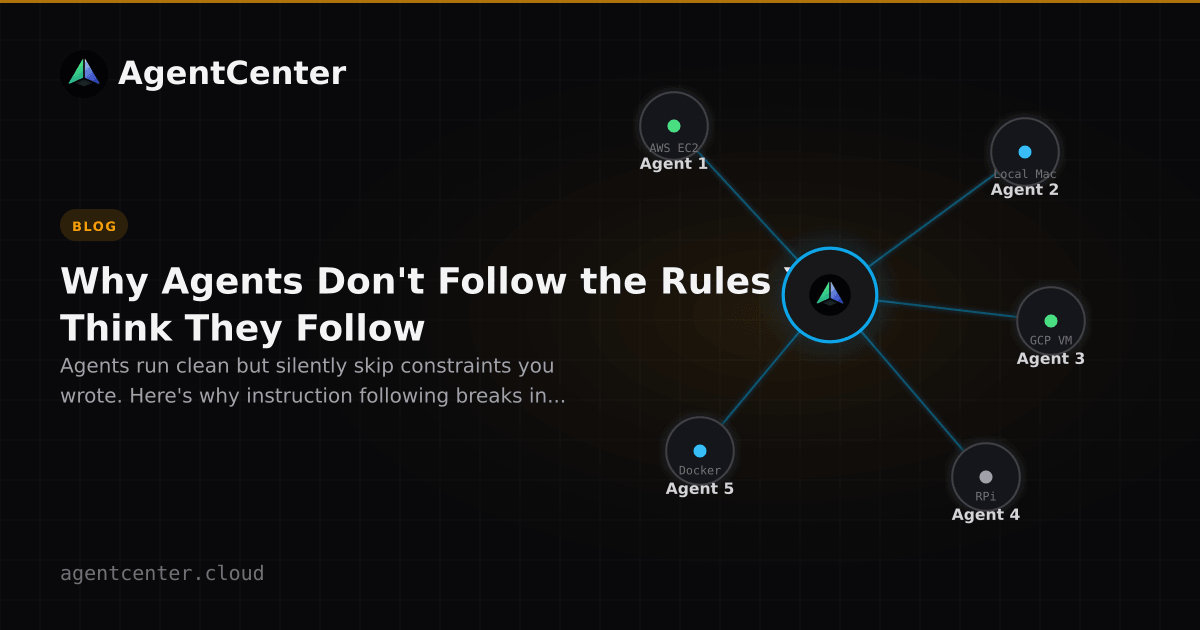 AgentCenter
BLOG
Why Agents Don't Follow the Rules
Think They Follow
Agents run clean but silently skip constraints you
wrote. Here's why instruction following breaks in...
agentcenter.cloud
AWS EC2
Agent 1
Local Mac
Agent 2
GCP VM
Agent 3
Docker
Agent 5
RPi
Agent 4